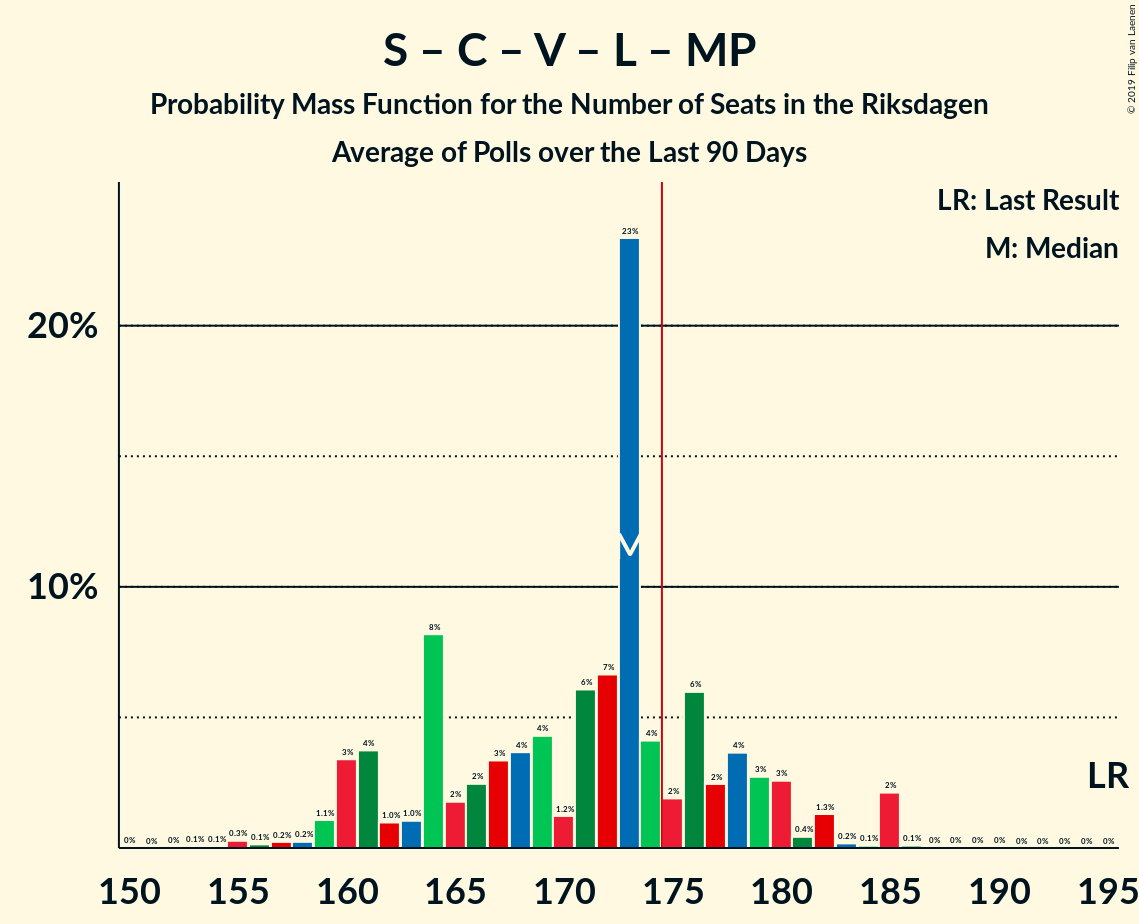 S – C – V – L – MP
Probability Mass Function for the Number of Seats in the Riksdagen
Average of Polls over the Last 90 Days
© 2019 Filip van Laenen
LR: Last Result
M: Median
20%
10%
0% 0% 0% 0.1% 0.1% 0.3% 0.1% 0.2% 0.2% 1.1% 3% 4% 1.0% 1.0% 8% 2% 2% 3% 4% 4% 1.2% 6% 7% 23% 4% 2% 6% 2% 4% 3% 3% 0.4% 1.3% 0.2% 0.1% 2% 0.1% 0% 0% 0% 0% 0% 0% 0% 0% 0%
M
LR
150 155 160 165 170 175 180 185 190 195